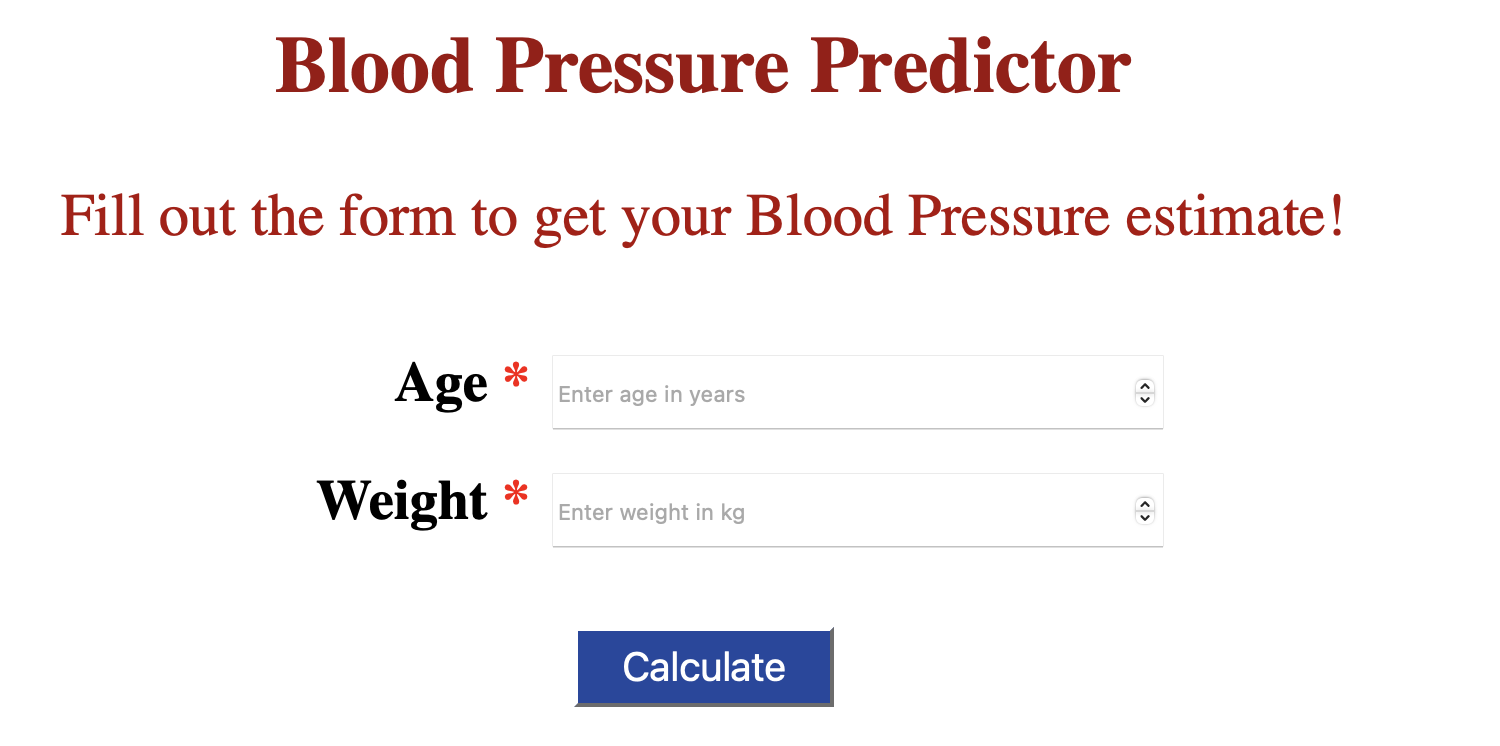 Blood Pressure Predictor
Fill out the form to get your Blood Pressure estimate!
Age * Enter age in years
Weight * Enter weight in kg
Calculate